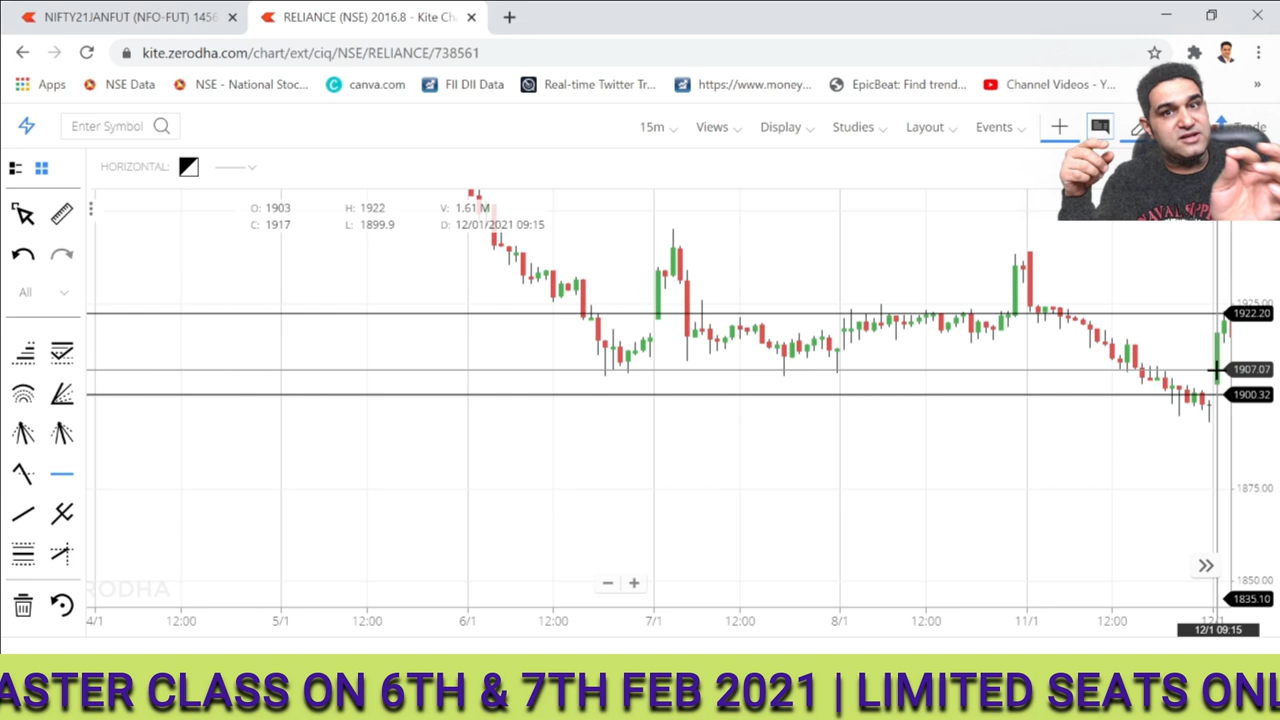 NIFTY21JANFUT (NFO-FUT) 1456
RELIANCE (NSE) 2016.8 - Kite Ch
kite.zerodha.com/chart/ext/ciq/NSE/RELIANCE/738561
Apps NSE Data NSE - National Stoc... canva.com FII DII Data Real-time Twitter Tr... https://www.money... EpicBeat: Find trend... Channel Videos - Y... »
Enter Symbol 15m Views Display Studies Layout Events
HORIZONTAL:
O: 1903 H: 1922 V: 1.61 M
C: 1917 L: 1899.9 D: 12/01/2021 09:15
All
1925.00
1922.20
1907.07
1900.32
1875.00
1850.00
1835.10
4/1 12:00 5/1 12:00 6/1 12:00 7/1 12:00 8/1 12:00 11/1 12:00 12/1
12/1 09:15
ASTER CLASS ON 6TH & 7TH FEB 2021 | LIMITED SEATS ONL